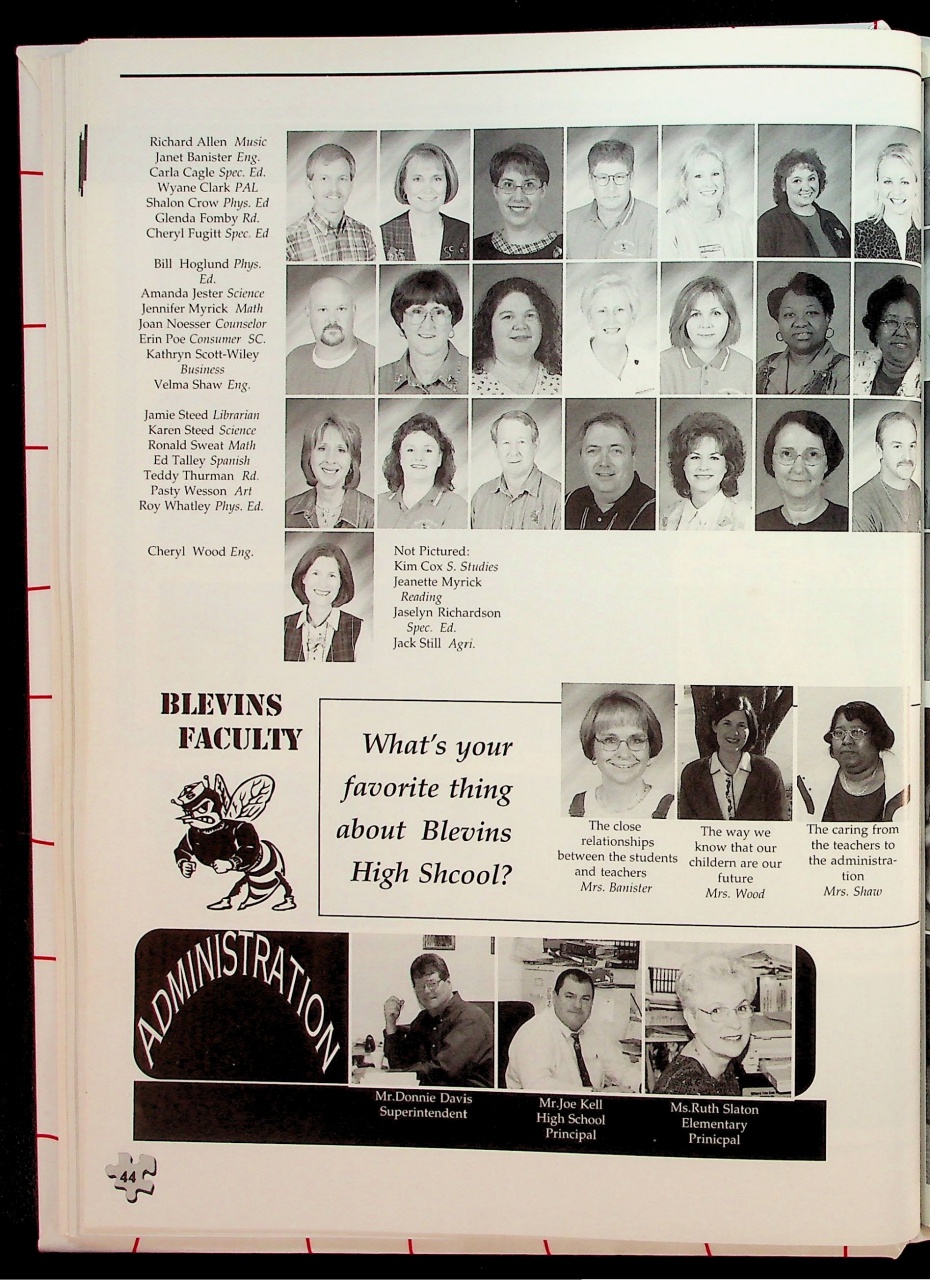 Richard Allen Music
Janet Banister Eng.
Carla Cagle Spec. Ed.
Wyane Clark PAL
Shalon Crow Phys. Ed
Glenda Fomby Rd.
Cheryl Fugitt Spec. Ed
Bill Hoglund Phys.
Ed.
Amanda Jester Science
Jennifer Myrick Math
Joan Noesser Counselor
Erin Poe Consumer SC.
Kathryn Scott-Wiley
Business
Velma Shaw Eng.
Jamie Steed Librarian
Karen Steed Science
Ronald Sweat Math
Ed Talley Spanish
Teddy Thurman Rd.
Pasty Wesson Art
Roy Whatley Phys. Ed.
Cheryl Wood Eng.
Not Pictured:
Kim Cox S. Studies
Jeanette Myrick
Reading
Jaselyn Richardson
Spec. Ed.
Jack Still Agri.
BLEVINS
FACULTY
What's your
favorite thing
about Blevins
High Shcool?
The close
relationships
between the students
and teachers
Mrs. Banister
The way we
know that our
childern are our
future
Mrs. Wood
The caring from
the teachers to
the administra-
tion
Mrs. Shaw
ADMINISTRATION
Mr.Donnie Davis
Superintendent
Mr.Joe Kell
High School
Principal
Ms.Ruth Slaton
Elementary
Prinicpal
44